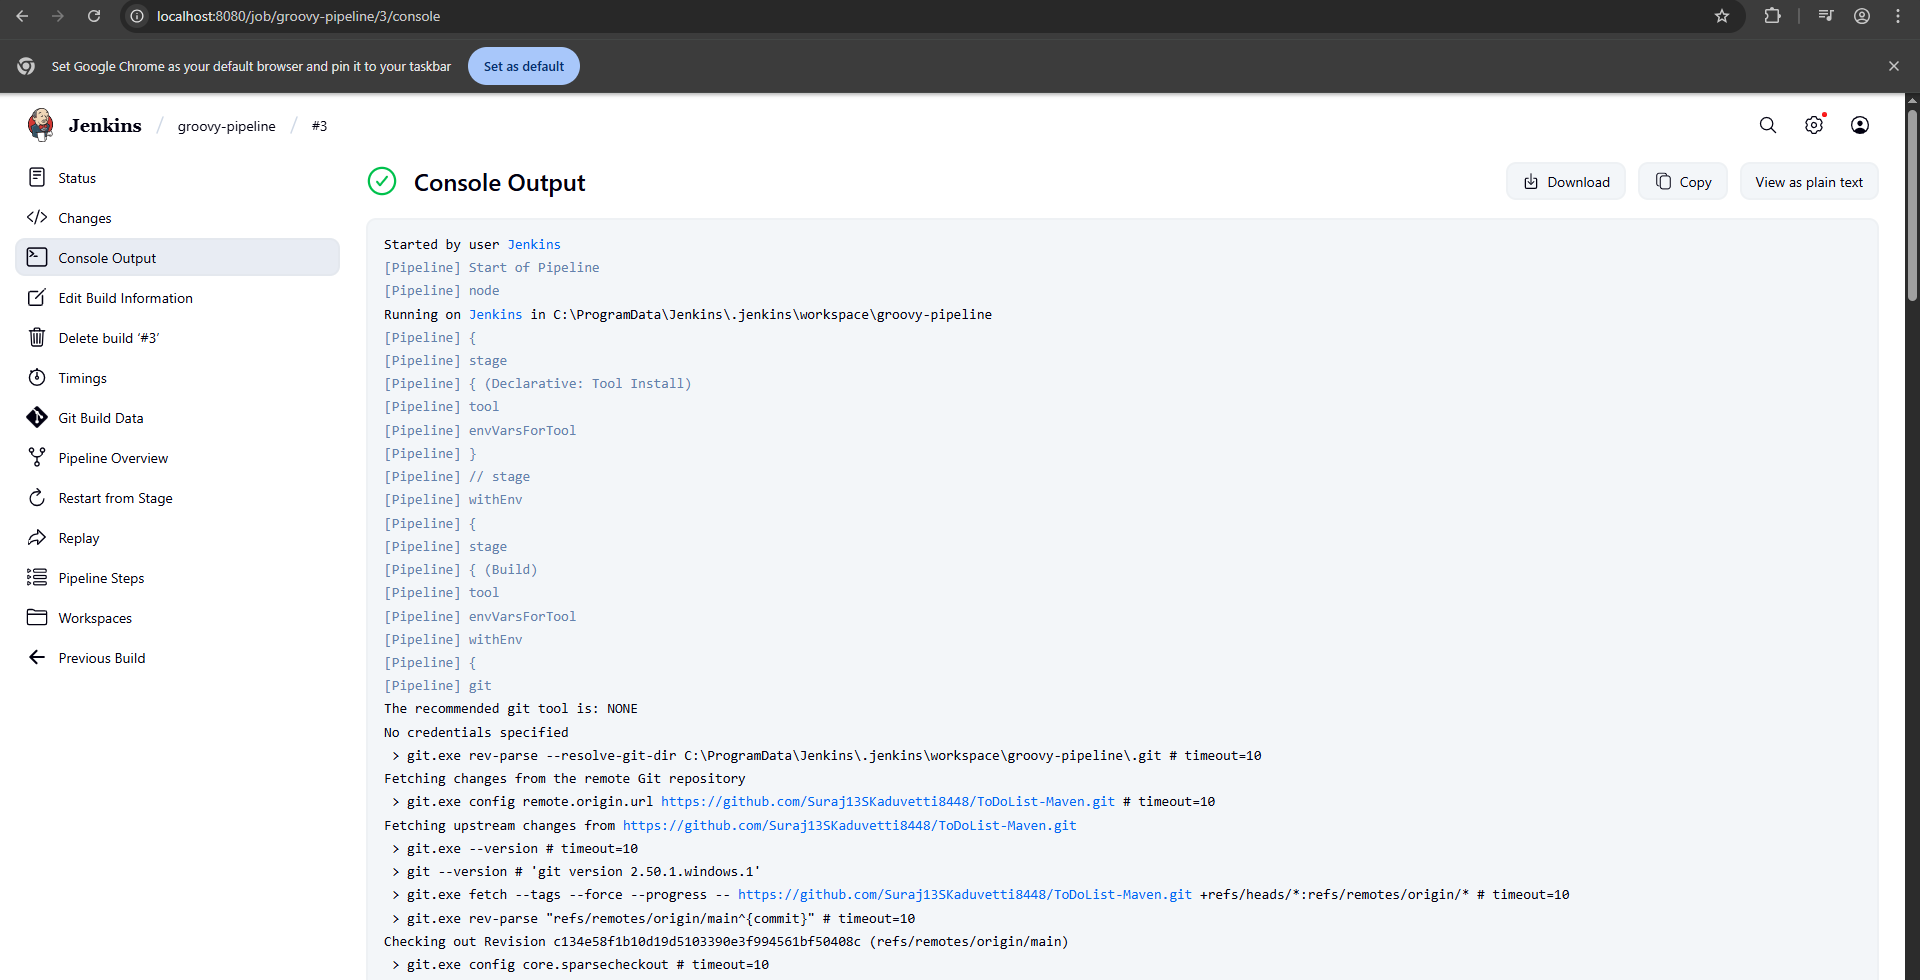 localhost:8080/job/groovy-pipeline/3/console
Set Google Chrome as your default browser and pin it to your taskbar
Set as default
Jenkins / groovy-pipeline / #3
Status
Changes
Console Output
Edit Build Information
Delete build ‘#3’
Timings
Git Build Data
Pipeline Overview
Restart from Stage
Replay
Pipeline Steps
Workspaces
Previous Build
Console Output
Download
Copy
View as plain text
Started by user Jenkins
[Pipeline] Start of Pipeline
[Pipeline] node
Running on Jenkins in C:\ProgramData\Jenkins\.jenkins\workspace\groovy-pipeline
[Pipeline] {
[Pipeline] stage
[Pipeline] { (Declarative: Tool Install)
[Pipeline] tool
[Pipeline] envVarsForTool
[Pipeline] }
[Pipeline] // stage
[Pipeline] withEnv
[Pipeline] {
[Pipeline] stage
[Pipeline] { (Build)
[Pipeline] tool
[Pipeline] envVarsForTool
[Pipeline] withEnv
[Pipeline] {
[Pipeline] git
The recommended git tool is: NONE
No credentials specified
> git.exe rev-parse --resolve-git-dir C:\ProgramData\Jenkins\.jenkins\workspace\groovy-pipeline\.git # timeout=10
Fetching changes from the remote Git repository
> git.exe config remote.origin.url https://github.com/Suraj13SKaduvetti8448/ToDoList-Maven.git # timeout=10
Fetching upstream changes from https://github.com/Suraj13SKaduvetti8448/ToDoList-Maven.git
> git.exe --version # timeout=10
> git --version # 'git version 2.50.1.windows.1'
> git.exe fetch --tags --force --progress -- https://github.com/Suraj13SKaduvetti8448/ToDoList-Maven.git +refs/heads/*:refs/remotes/origin/* # timeout=10
> git.exe rev-parse "refs/remotes/origin/main^{commit}" # timeout=10
Checking out Revision c134e58f1b10d19d5103390e3f994561bf50408c (refs/remotes/origin/main)
> git.exe config core.sparsecheckout # timeout=10